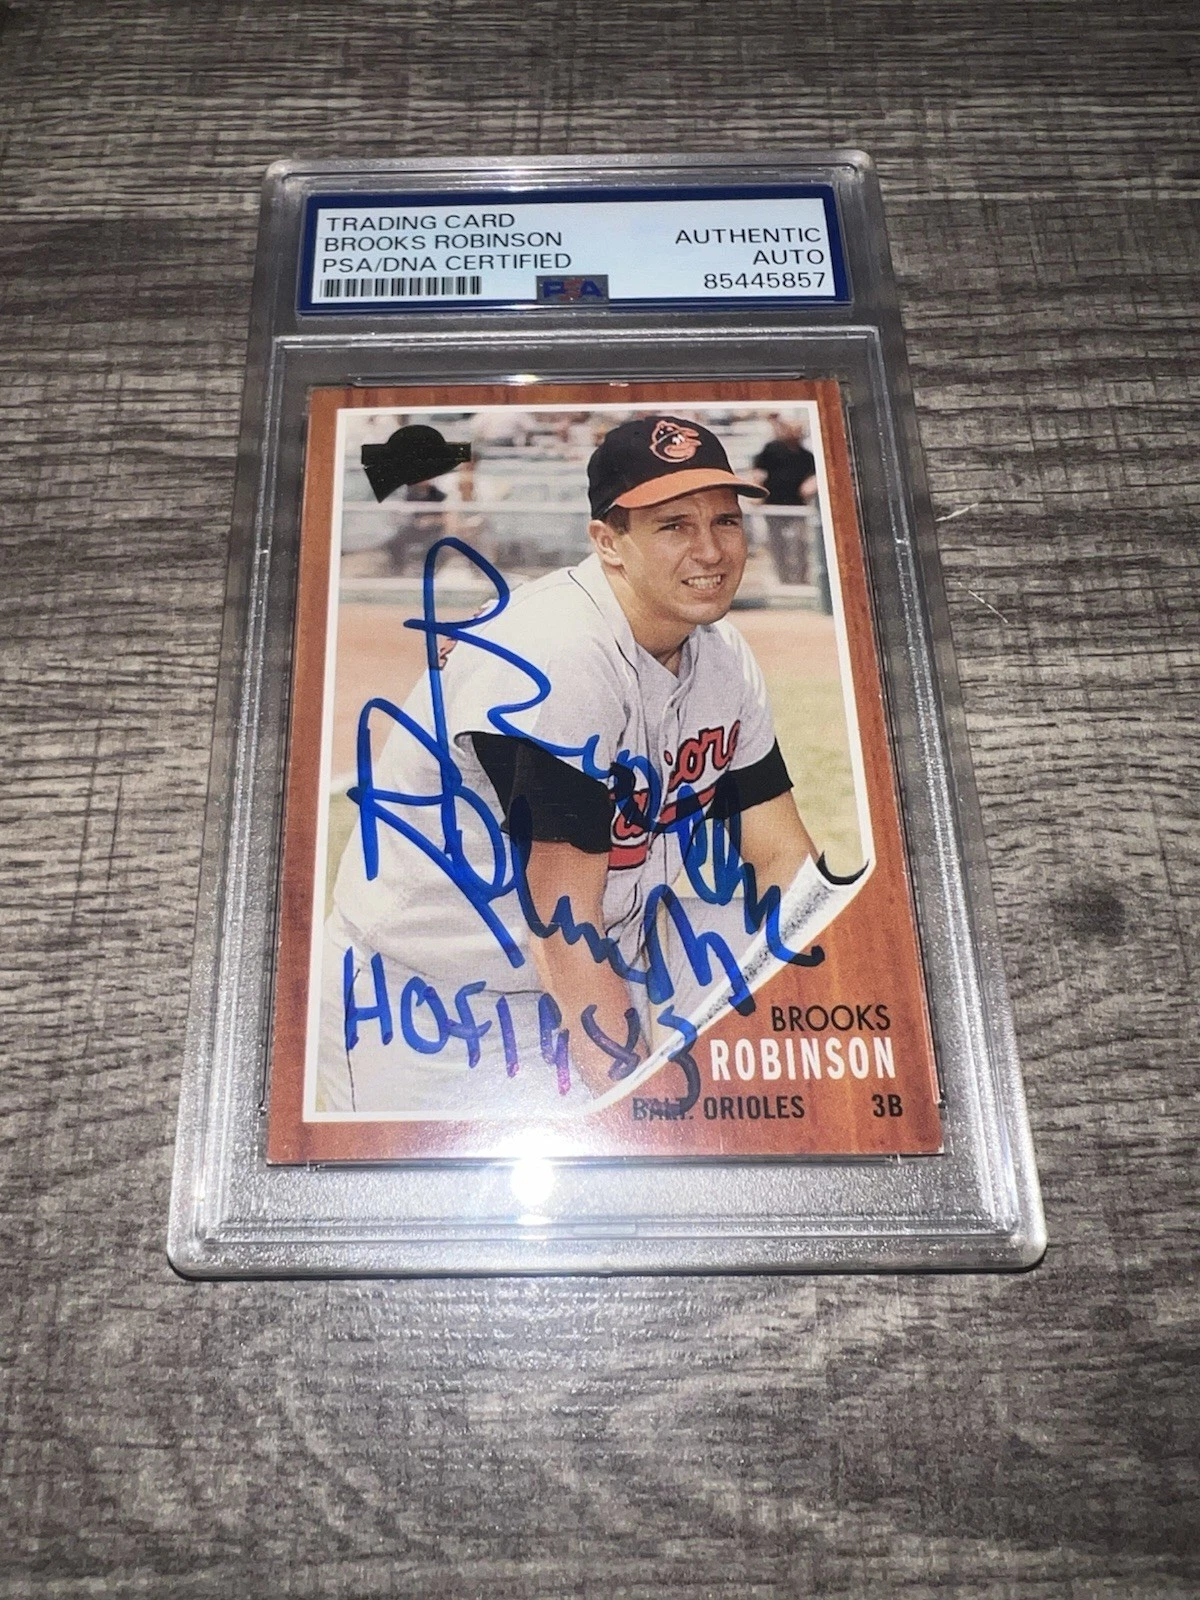 TRADING CARD
BROOKS ROBINSON
PSA/DNA CERTIFIED
AUTHENTIC
AUTO
85445857
PSA
Brooks
Robinson
HOF 1983
BROOKS
ROBINSON
BALT. ORIOLES 3B